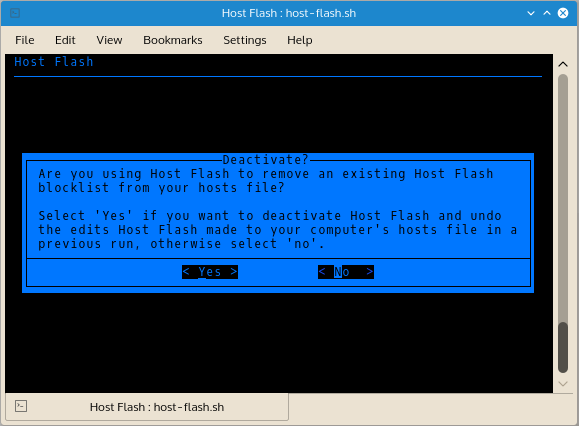 Host Flash : host-flash.sh
File Edit View Bookmarks Settings Help
Host Flash
Deactivate?
Are you using Host Flash to remove an existing Host Flash
blocklist from your hosts file?
Select 'Yes' if you want to deactivate Host Flash and undo
the edits Host Flash made to your computer's hosts file in a
previous run, otherwise select 'no'.
< Yes > < No >
Host Flash : host-flash.sh